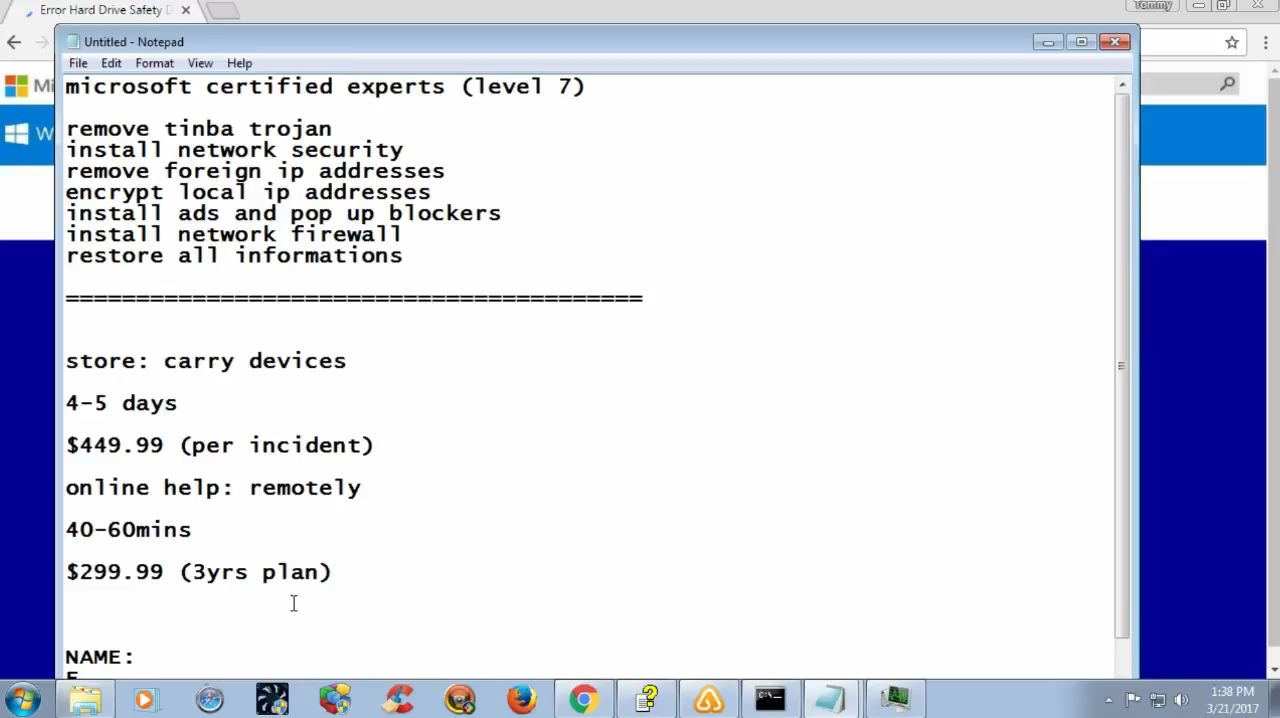 Error Hard Drive Safety D
Tommy
Untitled - Notepad
File Edit Format View Help
Mi
W
microsoft certified experts (level 7)
remove tinba trojan
install network security
remove foreign ip addresses
encrypt local ip addresses
install ads and pop up blockers
install network firewall
restore all informations
=========================================
store: carry devices
4-5 days
$449.99 (per incident)
online help: remotely
40-60mins
$299.99 (3yrs plan)
NAME:
1:38 PM
3/21/2017